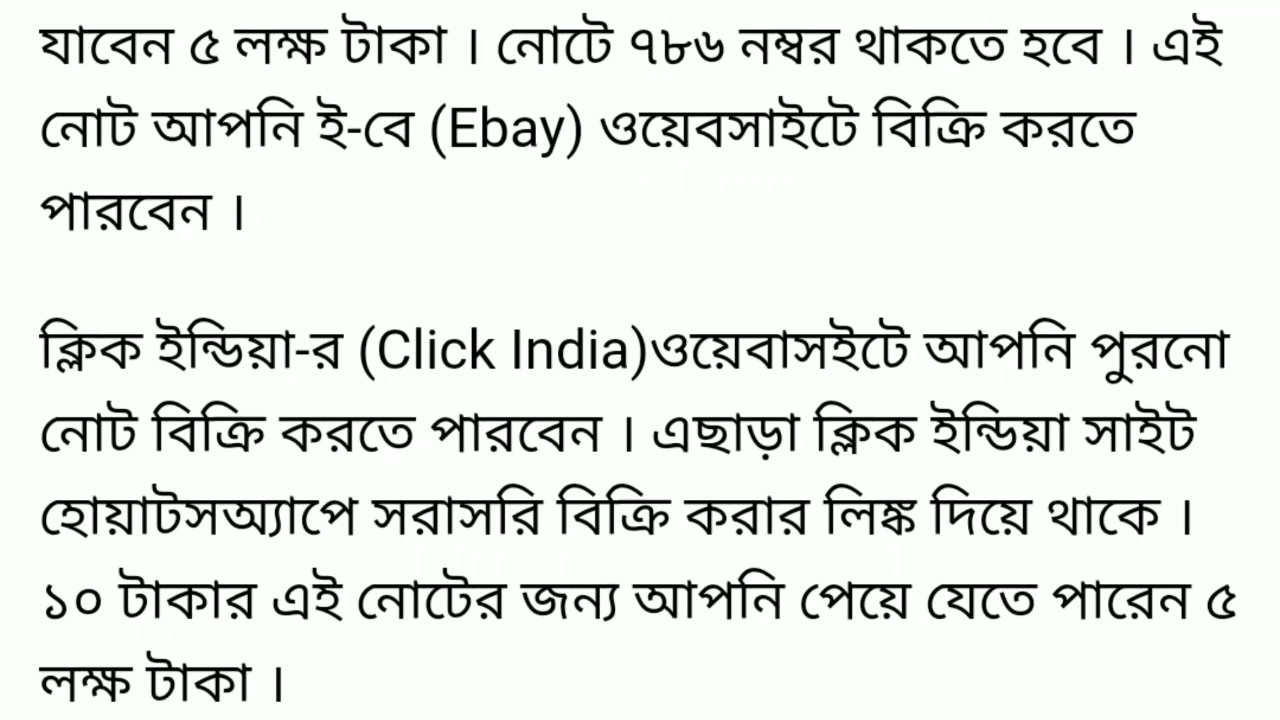 যাবেন ৫ লক্ষ টাকা । নোটে ৭৮৬ নম্বর থাকতে হবে । এই
নোট আপনি ই-বে (Ebay) ওয়েবসাইটে বিক্রি করতে
পারবেন ।
ক্লিক ইন্ডিয়া-র (Click India)ওয়েবাসইটে আপনি পুরনো
নোট বিক্রি করতে পারবেন । এছাড়া ক্লিক ইন্ডিয়া সাইট
হোয়াটসঅ্যাপে সরাসরি বিক্রি করার লিঙ্ক দিয়ে থাকে ।
১০ টাকার এই নোটের জন্য আপনি পেয়ে যেতে পারেন ৫
লক্ষ টাকা ।